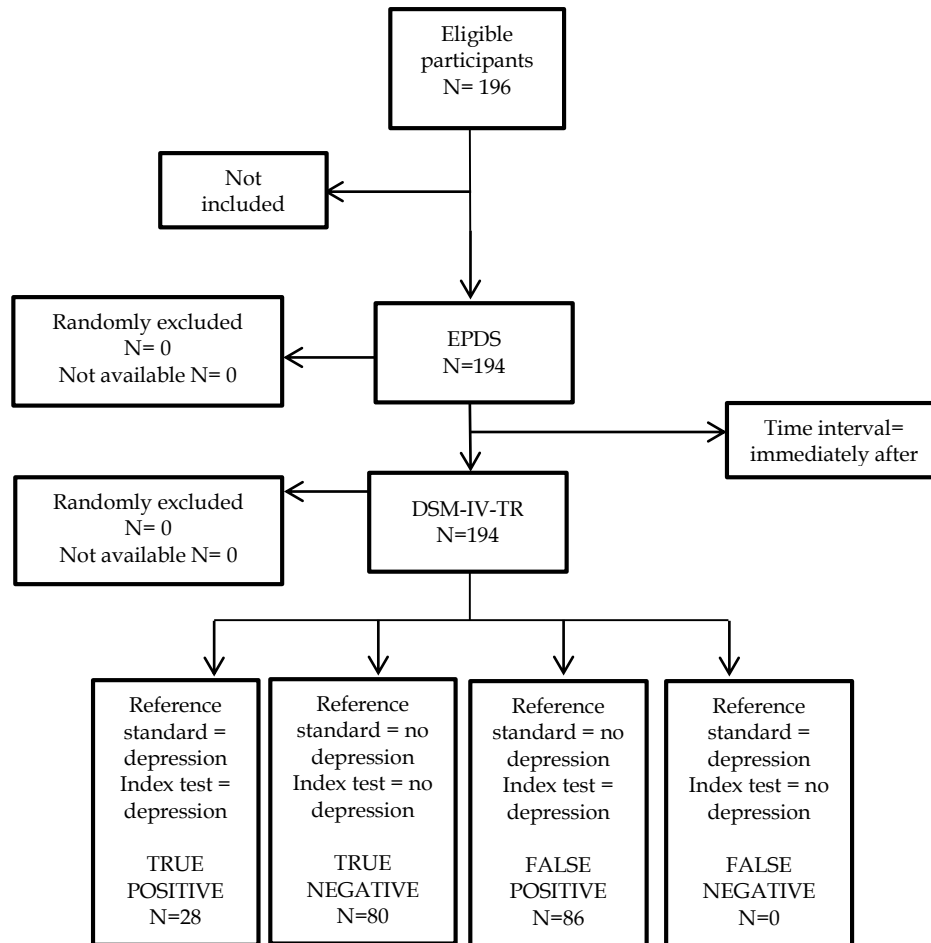 Eligible
participants
N= 196
Not
included
Randomly excluded
N= 0
Not available N= 0
EPDS
N=194
Time interval=
immediately after
Randomly excluded
N= 0
Not available N= 0
DSM-IV-TR
N=194
Reference
standard =
depression
Index test =
depression
TRUE
POSITIVE
N=28
Reference
standard = no
depression
Index test = no
depression
TRUE
NEGATIVE
N=80
Reference
standard = no
depression
Index test =
depression
FALSE
POSITIVE
N=86
Reference
standard =
depression
Index test = no
depression
FALSE
NEGATIVE
N=0